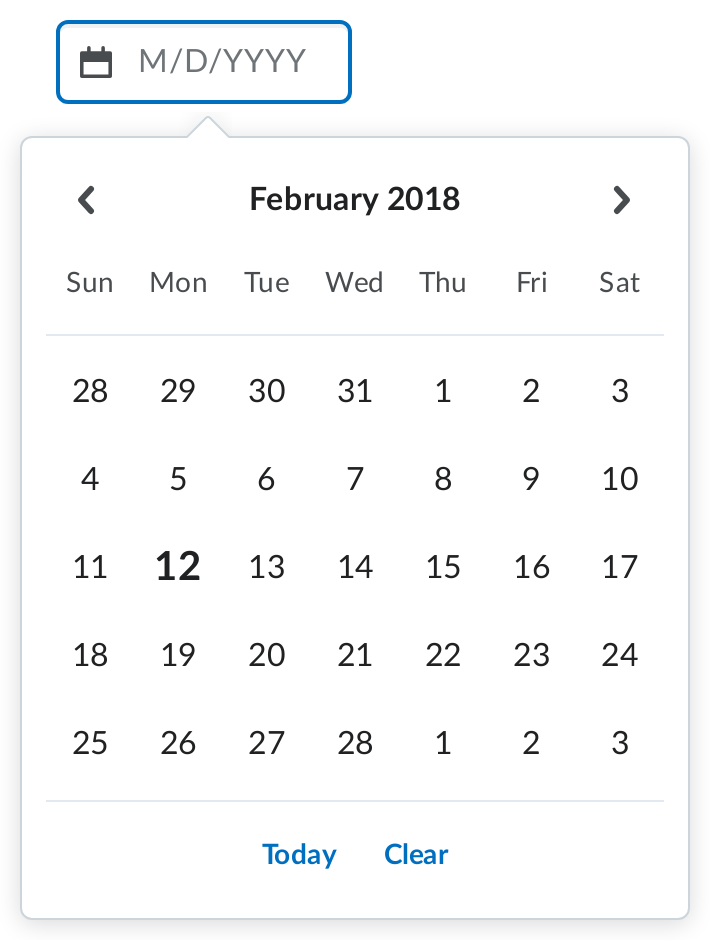 M/D/YYYY
February 2018
Sun Mon Tue Wed Thu Fri Sat
28 29 30 31 1 2 3
4 5 6 7 8 9 10
11 12 13 14 15 16 17
18 19 20 21 22 23 24
25 26 27 28 1 2 3
Today Clear